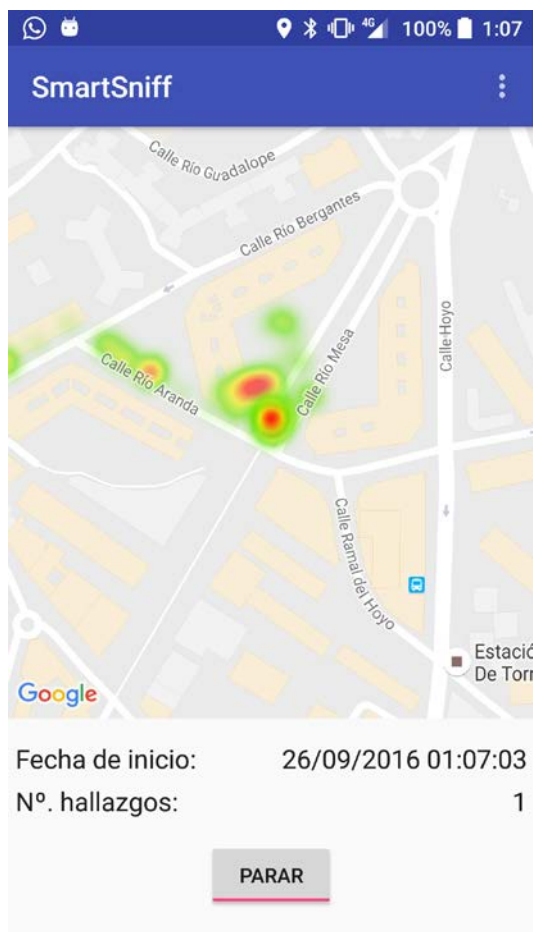 4G 100% 1:07
SmartSniff
Calle Río Guadalope
Calle Río Bergantes
Calle Hoyo
Calle Río Mesa
Calle Río Aranda
Calle Ramal del Hoyo
Estació
De Torr
Google
Fecha de inicio: 26/09/2016 01:07:03
Nº. hallazgos: 1
PARAR